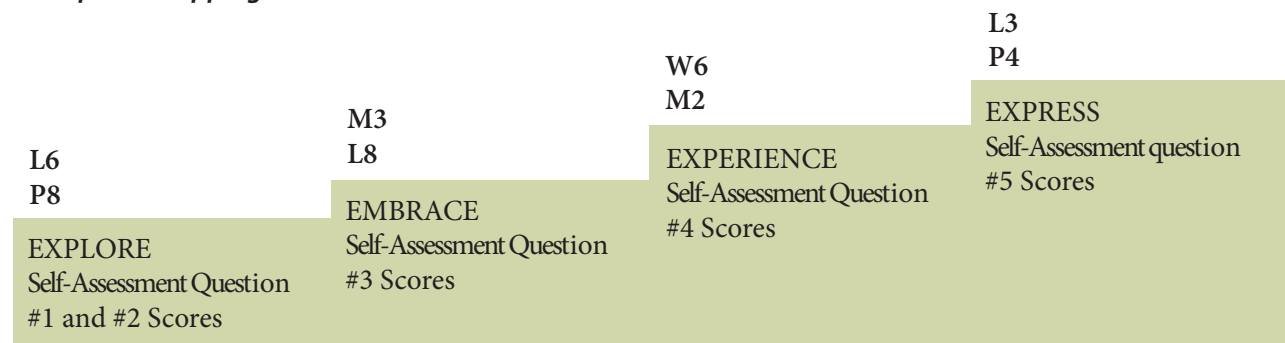 L6
P8
EXPLORE
Self-Assessment Question
#1 and #2 Scores
M3
L8
EMBRACE
Self-Assessment Question
#3 Scores
W6
M2
EXPERIENCE
Self-Assessment Question
#4 Scores
L3
P4
EXPRESS
Self-Assessment question
#5 Scores